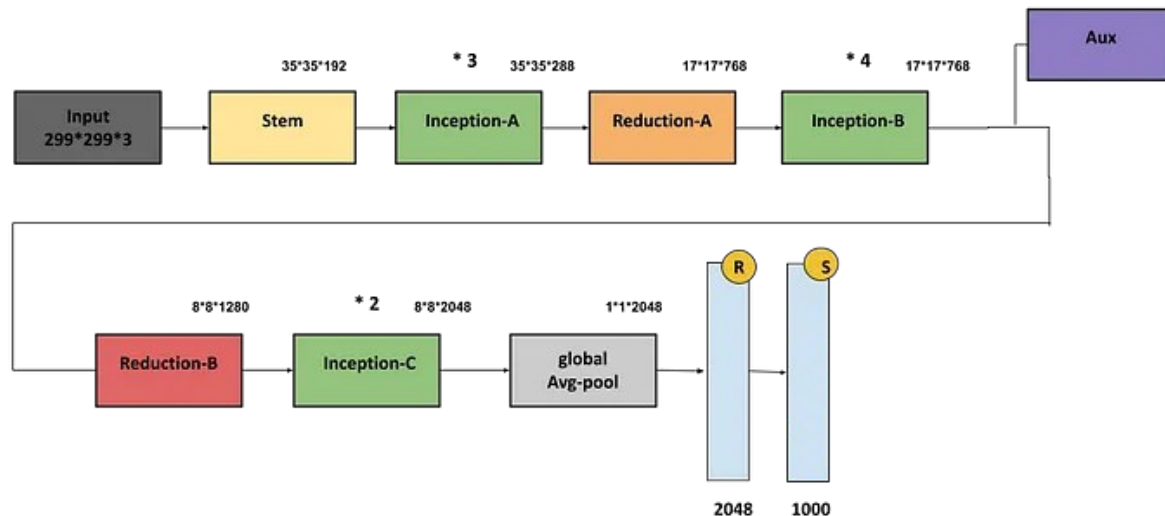 Aux
35*35*192
* 3
35*35*288
17*17*768
* 4
17*17*768
Input
299*299*3
Stem
Inception-A
Reduction-A
Inception-B
R
S
8*8*1280
* 2
8*8*2048
1*1*2048
Reduction-B
Inception-C
global
Avg-pool
2048
1000